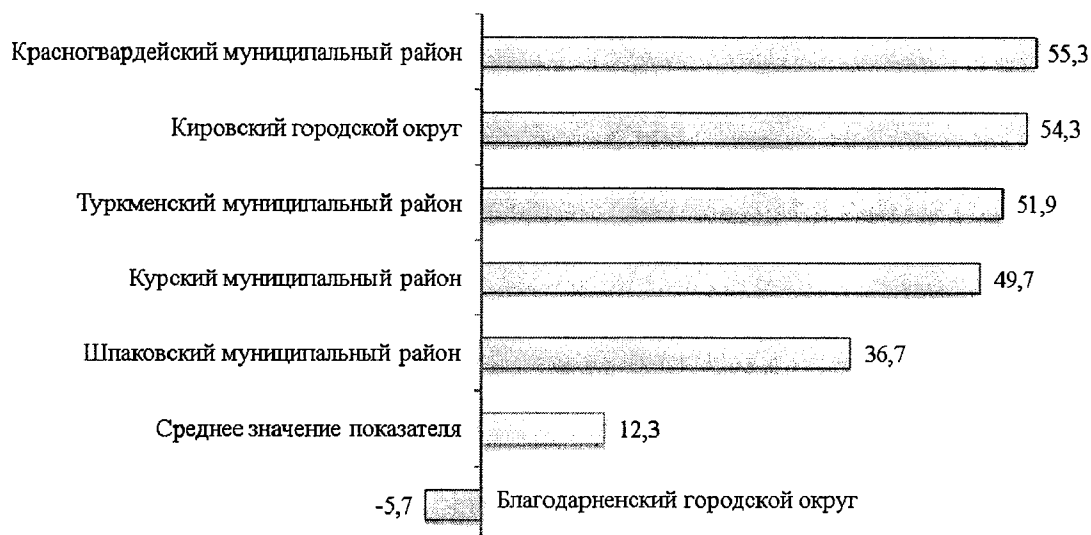 Красногвардейский муниципальный район 55,3
Кировский городской округ 54,3
Туркменский муниципальный район 51,9
Курский муниципальный район 49,7
Шпаковский муниципальный район 36,7
Среднее значение показателя 12,3
-5,7 Благодарненский городской округ